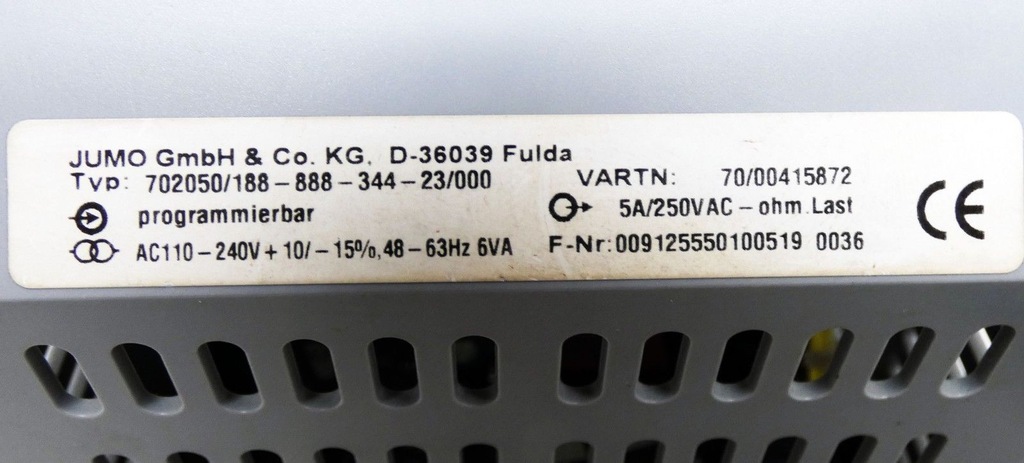 JUMO GmbH & Co. KG, D-36039 Fulda
Typ: 702050/188-888-344-23/000 VARTN: 70/00415872
programmierbar 5A/250VAC - ohm.Last
AC110-240V+10/-15%,48-63Hz 6VA F-Nr:009125550100519 0036
CE